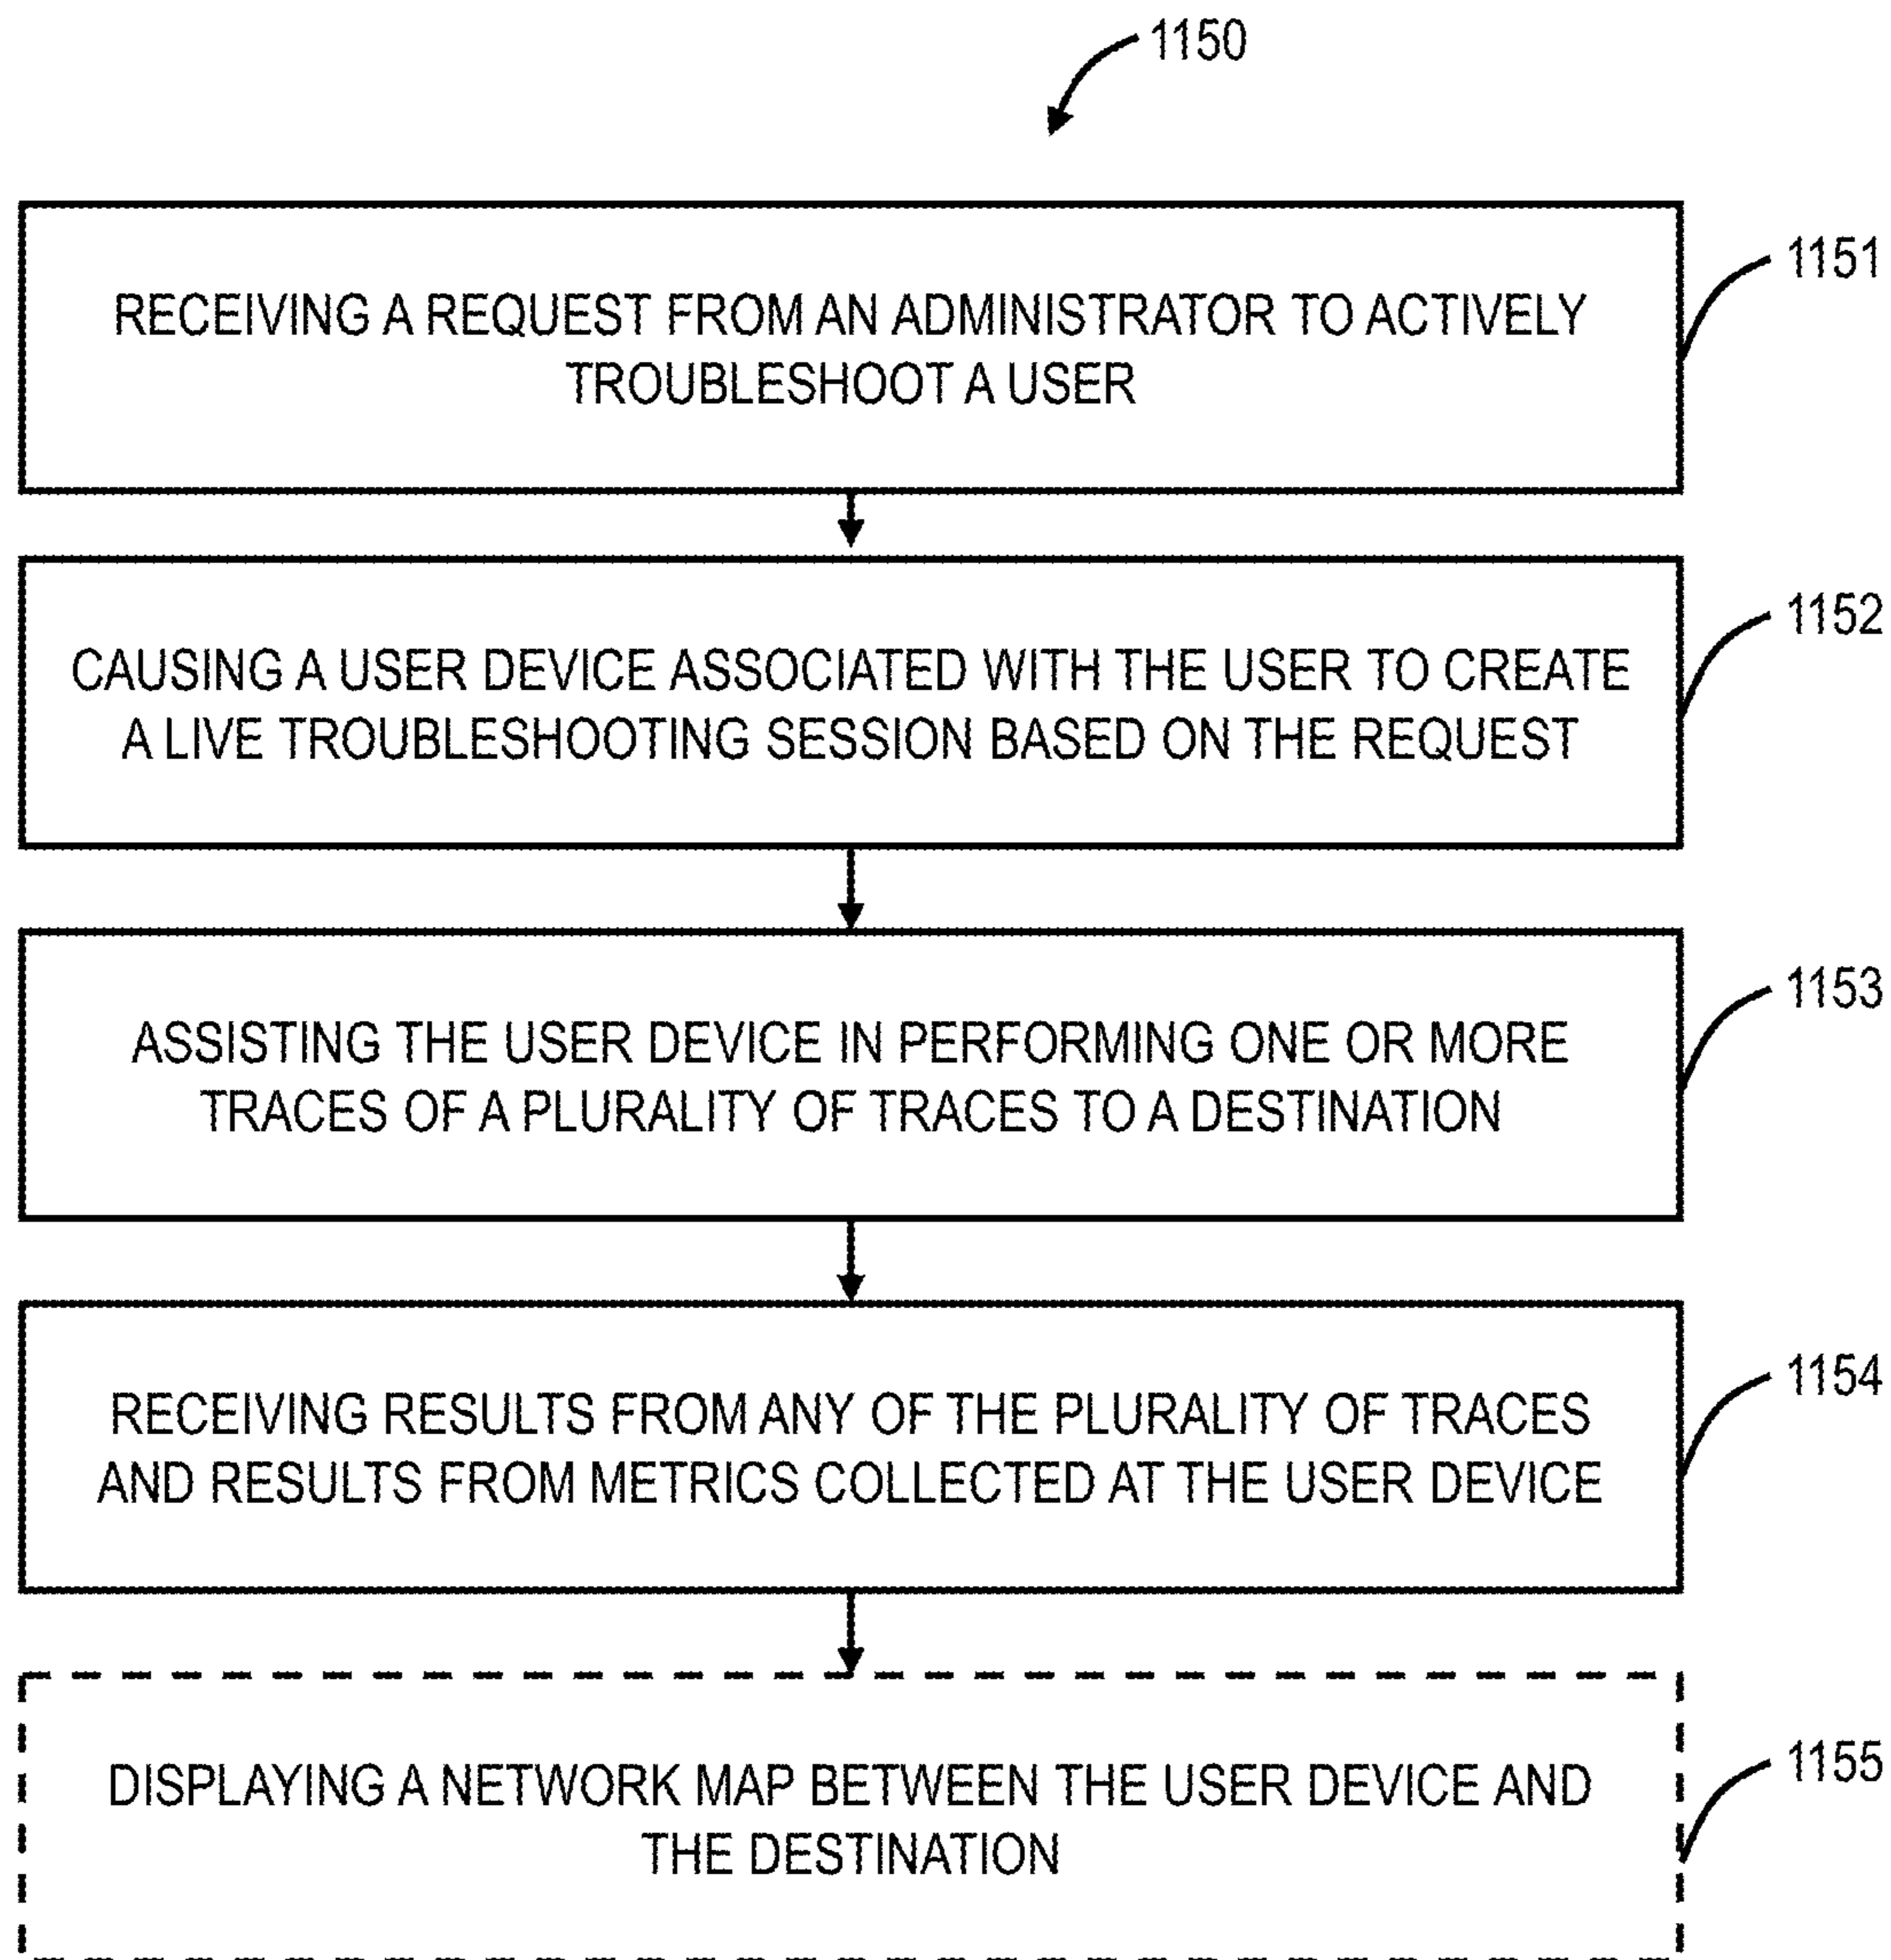 1150
RECEIVING A REQUEST FROM AN ADMINISTRATOR TO ACTIVELY
TROUBLESHOOT A USER
1151
CAUSING A USER DEVICE ASSOCIATED WITH THE USER TO CREATE
A LIVE TROUBLESHOOTING SESSION BASED ON THE REQUEST
1152
ASSISTING THE USER DEVICE IN PERFORMING ONE OR MORE
TRACES OF A PLURALITY OF TRACES TO A DESTINATION
1153
RECEIVING RESULTS FROM ANY OF THE PLURALITY OF TRACES
AND RESULTS FROM METRICS COLLECTED AT THE USER DEVICE
1154
DISPLAYING A NETWORK MAP BETWEEN THE USER DEVICE AND
THE DESTINATION
1155